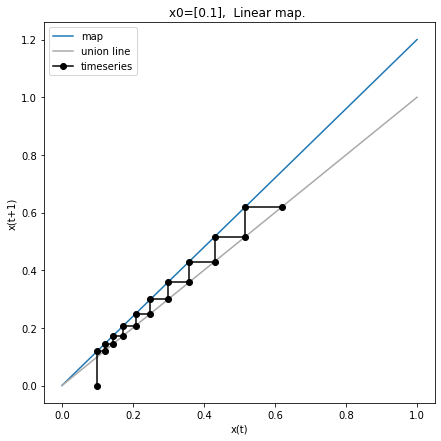 x0=[0.1],  Linear map.
map
union line
timeseries
x(t+1)
1.2
1.0
0.8
0.6
0.4
0.2
0.0
0.0 0.2 0.4 0.6 0.8 1.0
x(t)